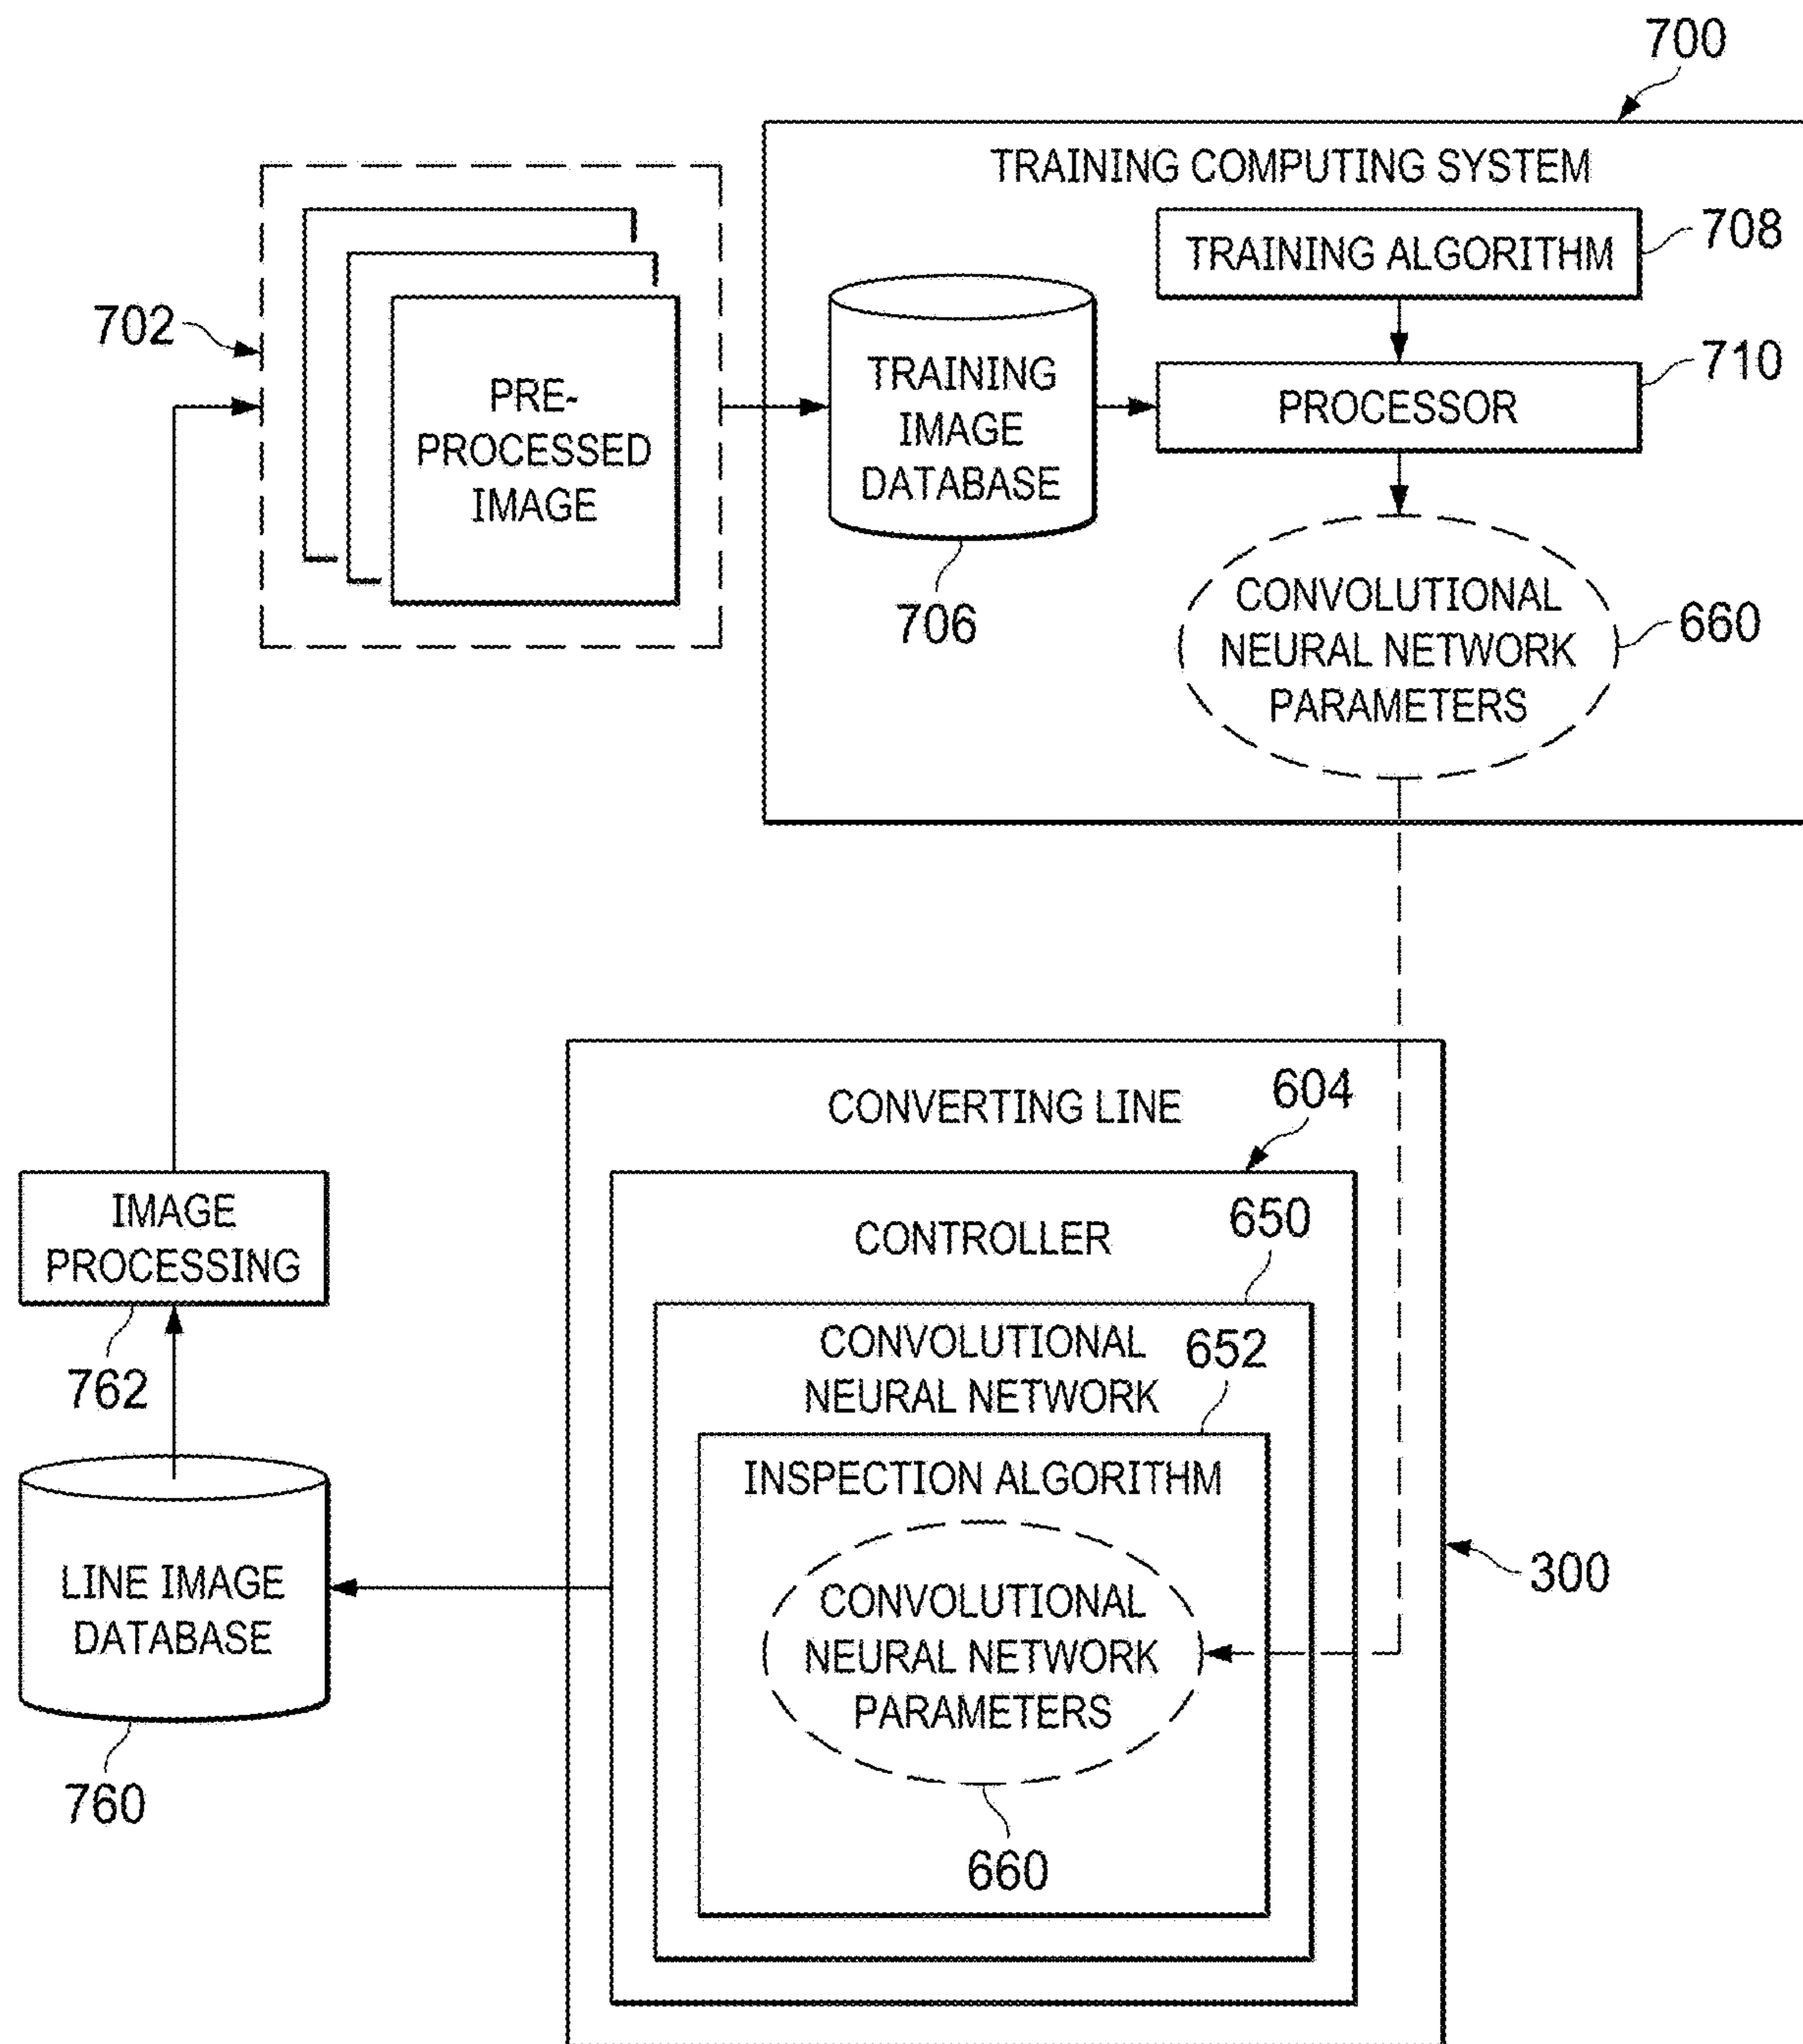 700
TRAINING COMPUTING SYSTEM
TRAINING ALGORITHM
708
702
PRE-
PROCESSED
IMAGE
TRAINING
IMAGE
DATABASE
706
PROCESSOR
710
CONVOLUTIONAL
NEURAL NETWORK
PARAMETERS
660
CONVERTING LINE
604
CONTROLLER
650
CONVOLUTIONAL
NEURAL NETWORK
652
INSPECTION ALGORITHM
CONVOLUTIONAL
NEURAL NETWORK
PARAMETERS
660
300
IMAGE
PROCESSING
762
LINE IMAGE
DATABASE
760